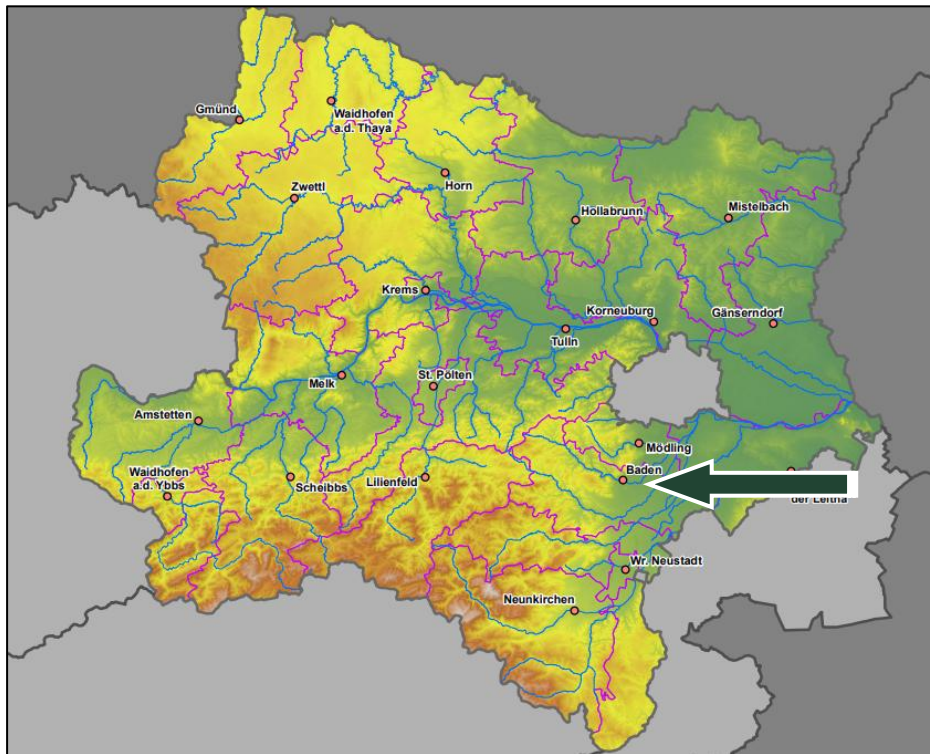 Gmünd
Waidhofen
a.d. Thaya
Zwettl
Horn
Hollabrunn
Mistelbach
Krems
Korneuburg
Gänserndorf
Tulln
Melk
St. Pölten
Amstetten
Mödling
Baden
Waidhofen
a.d. Ybbs
Scheibbs
Lilienfeld
der Leitha
Wr. Neustadt
Neunkirchen